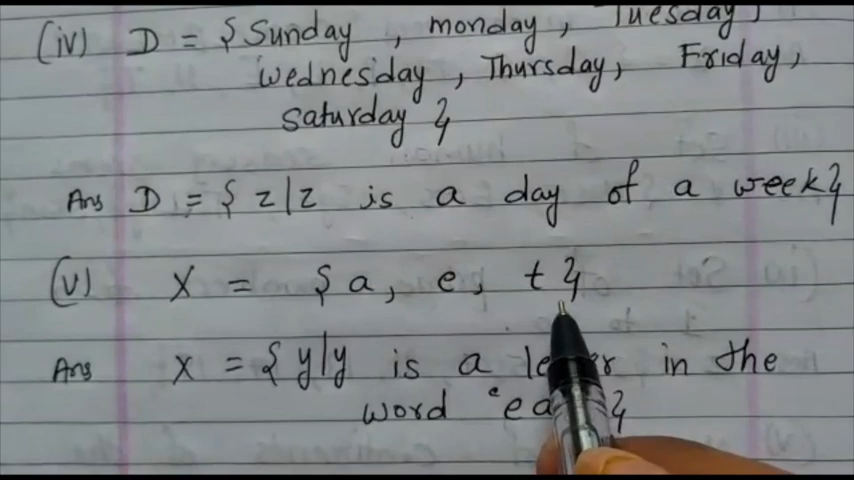 (iv) D = {Sunday, monday, Tuesday,
wednesday, Thursday, Friday,
saturday}
Ans D = {z/z is a day of a week}
(v) X = {a, e, t}
Ans X = {y/y is a in the
word